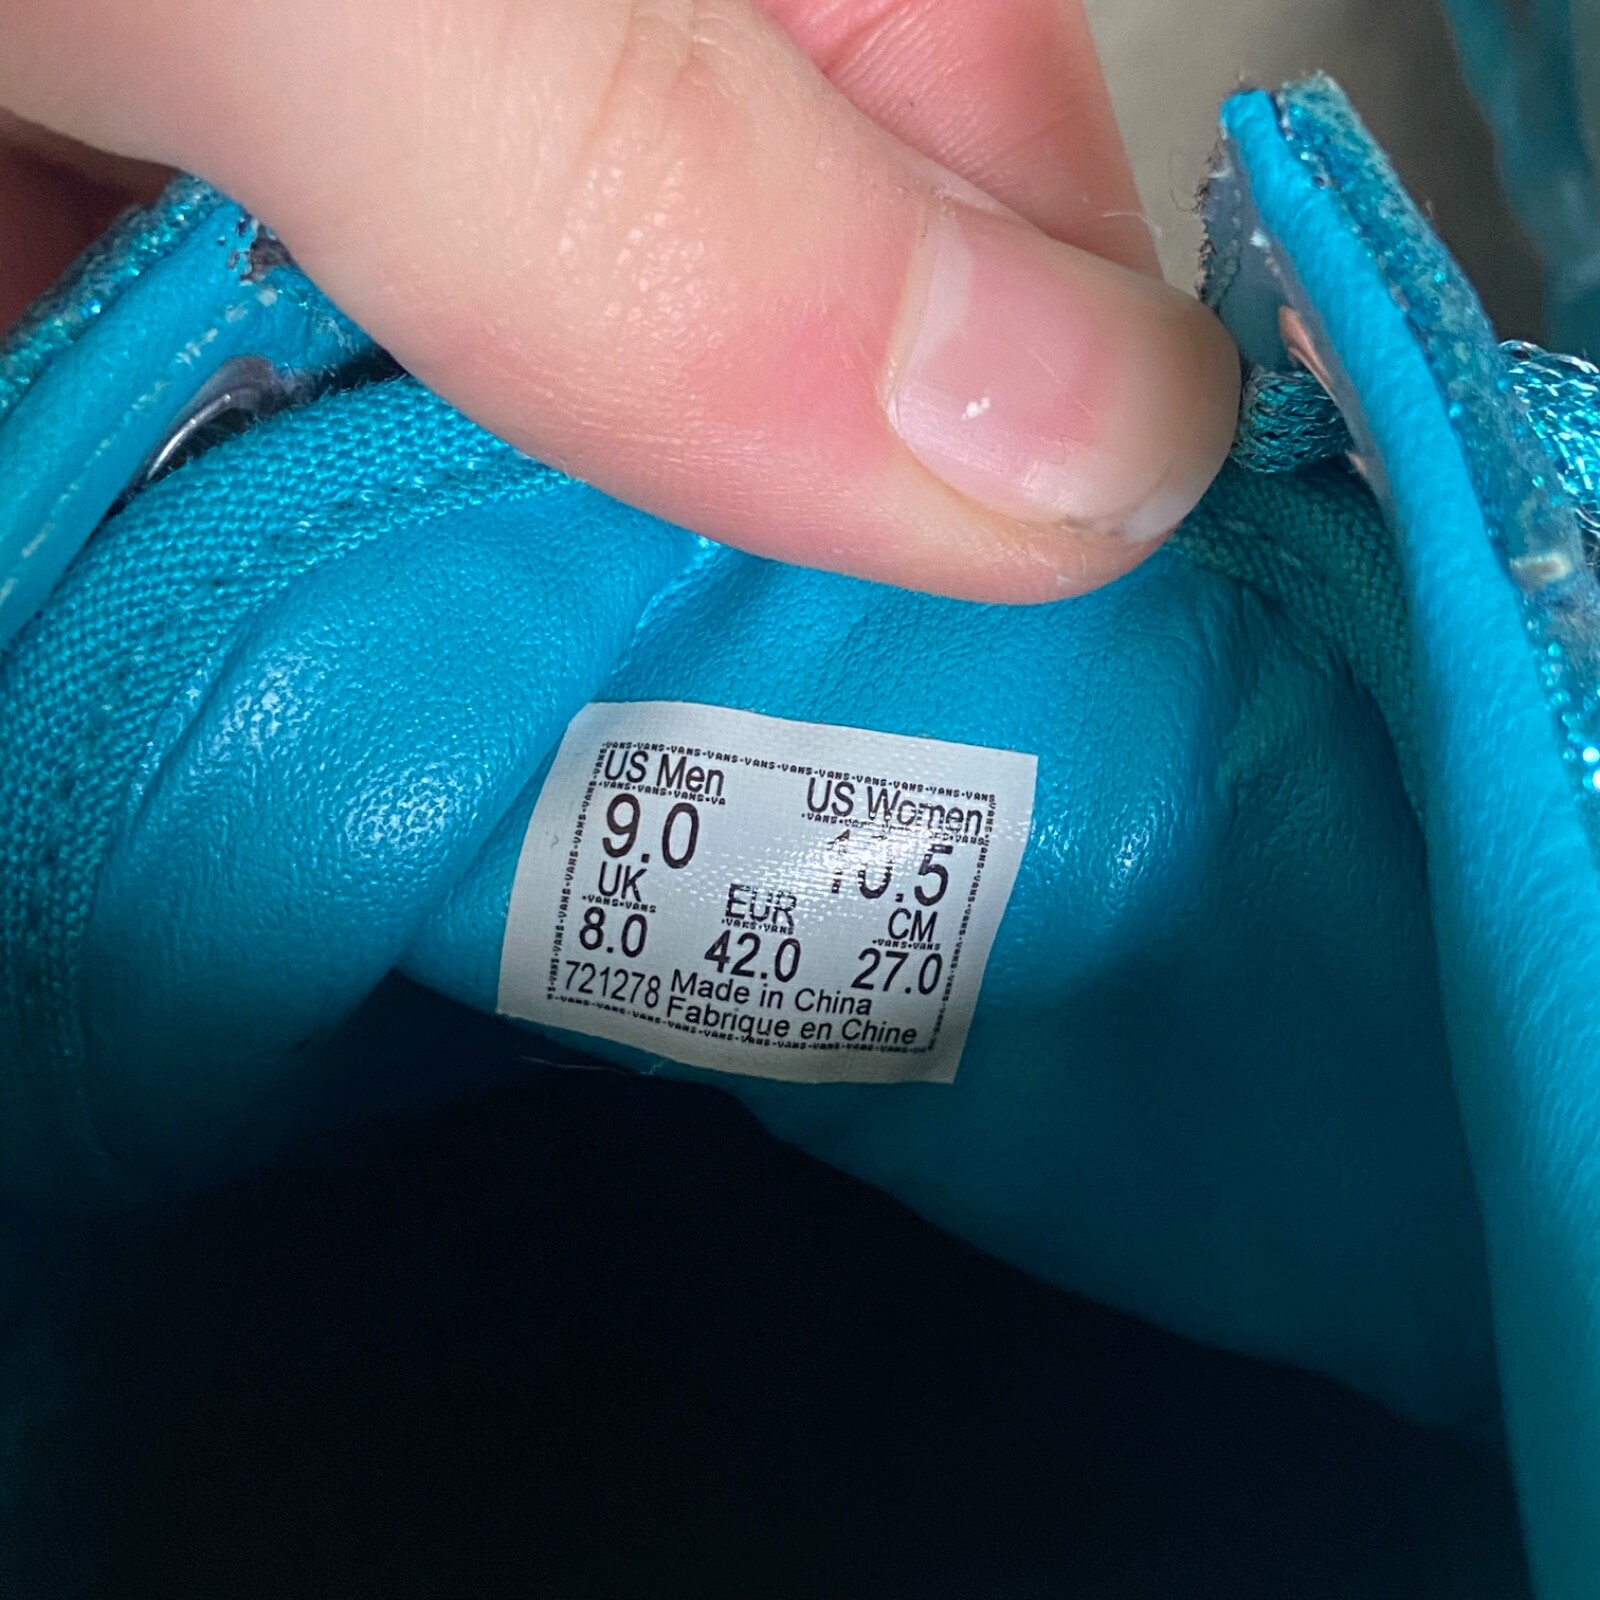 US Men US Women
9.0 10.5
UK EUR CM
8.0 42.0 27.0
721278 Made in China
Fabrique en Chine